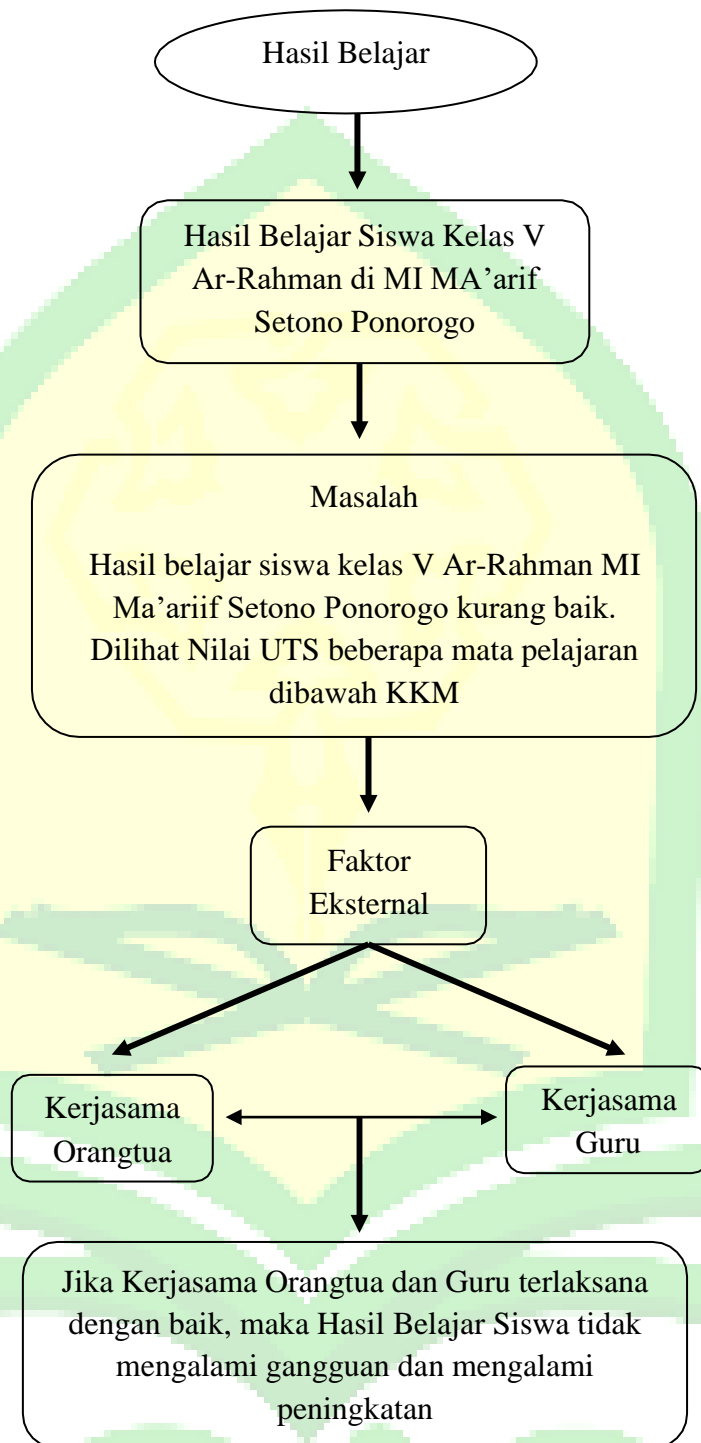 Hasil Belajar
Hasil Belajar Siswa Kelas V
Ar-Rahman di MI MA’arif
Setono Ponorogo
Masalah
Hasil belajar siswa kelas V Ar-Rahman MI
Ma’ariif Setono Ponorogo kurang baik.
Dilihat Nilai UTS beberapa mata pelajaran
dibawah KKM
Faktor
Eksternal
Kerjasama
Orangtua
Kerjasama
Guru
Jika Kerjasama Orangtua dan Guru terlaksana
dengan baik, maka Hasil Belajar Siswa tidak
mengalami gangguan dan mengalami
peningkatan